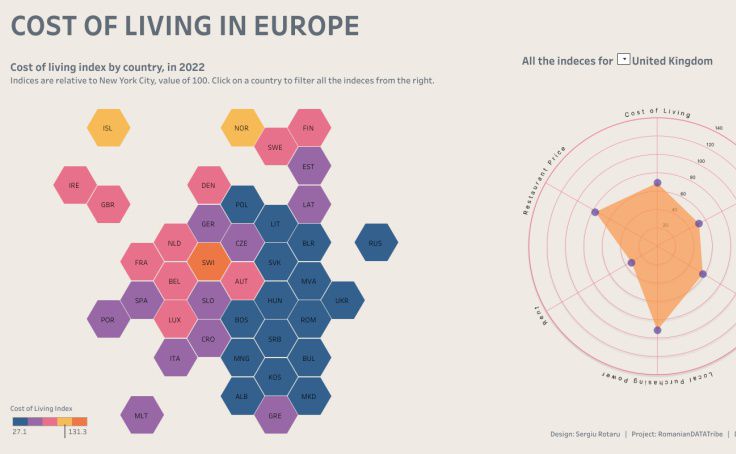 COST OF LIVING IN EUROPE
Cost of living index by country, in 2022
Indices are relative to New York City, value of 100. Click on a country to filter all the indeces from the right.
All the indeces for United Kingdom
ISL
NOR
FIN
SWE
EST
IRE
DEN
GBR
POL
LAT
GER
LIT
NLD
CZE
BLR
RUS
FRA
SWI
SVK
BEL
AUT
MVA
SPA
SLO
HUN
UKR
POR
LUX
BOS
ROM
CRO
SRB
ITA
MNG
BUL
KOS
ALB
MKD
MLT
GRE
Cost of Living Index
27.1 131.3
Cost of Living
Restaurant Price
Rent
Local Purchasing Power
140
120
100
80
60
40
20
Design: Sergiu Rotaru | Project: RomanianDATATribe |